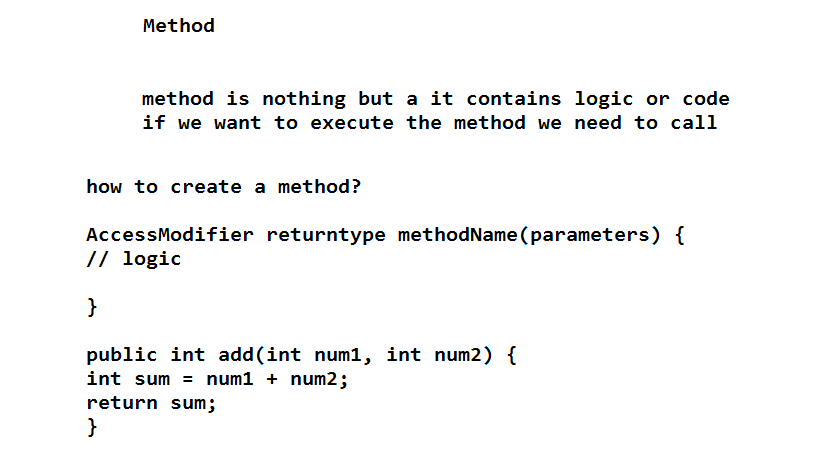 Method
method is nothing but a it contains logic or code
if we want to execute the method we need to call
how to create a method?
AccessModifier returntype methodName(parameters) {
// logic
}
public int add(int num1, int num2) {
int sum = num1 + num2;
return sum;
}